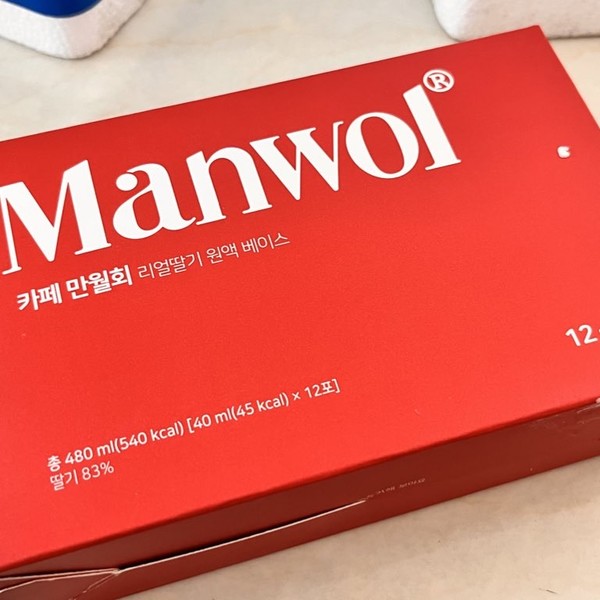 Manwol®
카페 만월회 리얼딸기 원액 베이스
12
총 480 ml(540 kcal) [40 ml(45 kcal) × 12포]
딸기 83%